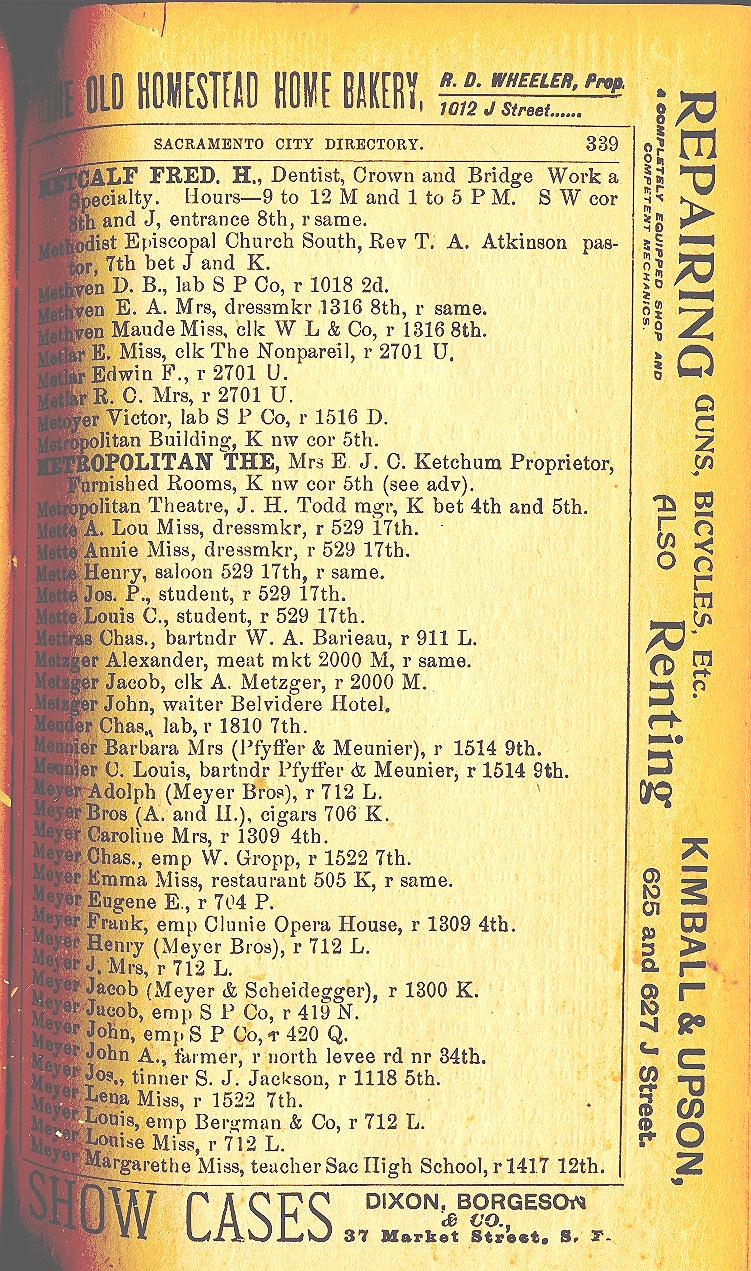 THE OLD HOMESTEAD HOME BAKERY, R. D. WHEELER, Prop.
1012 J Street......
SACRAMENTO CITY DIRECTORY. 339
METCALF FRED. H., Dentist, Crown and Bridge Work a
Specialty. Hours—9 to 12 M and 1 to 5 P M. S W cor
8th and J, entrance 8th, r same.
Methodist Episcopal Church South, Rev T. A. Atkinson pas-
tor, 7th bet J and K.
Methven D. B., lab S P Co, r 1018 2d.
Methven E. A. Mrs, dressmkr 1316 8th, r same.
Methven Maude Miss, clk W L & Co, r 1316 8th.
Metlar E. Miss, clk The Nonpareil, r 2701 U.
Metlar Edwin F., r 2701 U.
Metlar R. C. Mrs, r 2701 U.
Metoyer Victor, lab S P Co, r 1516 D.
Metropolitan Building, K nw cor 5th.
METROPOLITAN THE, Mrs E. J. C. Ketchum Proprietor,
Furnished Rooms, K nw cor 5th (see adv).
Metropolitan Theatre, J. H. Todd mgr, K bet 4th and 5th.
Mette A. Lou Miss, dressmkr, r 529 17th.
Mette Annie Miss, dressmkr, r 529 17th.
Mette Henry, saloon 529 17th, r same.
Mette Jos. P., student, r 529 17th.
Mette Louis C., student, r 529 17th.
Mettras Chas., bartndr W. A. Barieau, r 911 L.
Metzger Alexander, meat mkt 2000 M, r same.
Metzger Jacob, clk A. Metzger, r 2000 M.
Metzger John, waiter Belvidere Hotel.
Meuder Chas., lab, r 1810 7th.
Meunier Barbara Mrs (Pfyffer & Meunier), r 1514 9th.
Meunier C. Louis, bartndr Pfyffer & Meunier, r 1514 9th.
Meyer Adolph (Meyer Bros), r 712 L.
Meyer Bros (A. and H.), cigars 706 K.
Meyer Caroline Mrs, r 1309 4th.
Meyer Chas., emp W. Gropp, r 1522 7th.
Meyer Emma Miss, restaurant 505 K, r same.
Meyer Eugene E., r 704 P.
Meyer Frank, emp Clunie Opera House, r 1309 4th.
Meyer Henry (Meyer Bros), r 712 L.
Meyer J. Mrs, r 712 L.
Meyer Jacob (Meyer & Scheidegger), r 1300 K.
Meyer Jacob, emp S P Co, r 419 N.
Meyer John, emp S P Co, r 420 Q.
Meyer John A., farmer, r north levee rd nr 34th.
Meyer Jos., tinner S. J. Jackson, r 1118 5th.
Meyer Lena Miss, r 1522 7th.
Meyer Louis, emp Bergman & Co, r 712 L.
Meyer Louise Miss, r 712 L.
Meyer Margarethe Miss, teacher Sac High School, r 1417 12th.
SHOW CASES DIXON, BORGESON
& CO.,
37 Market Street, S. F.
REPAIRING GUNS, BICYCLES, Etc. KIMBALL & UPSON,
A COMPLETELY EQUIPPED SHOP AND
COMPETENT MECHANICS.
ALSO Renting 625 and 627 J Street.